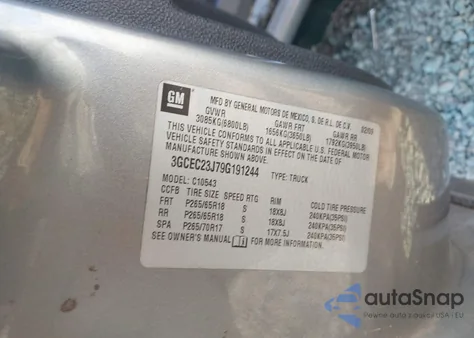 GM
MFD BY GENERAL MOTORS DE MEXICO, S. DE R.L. DE C.V. 02/09
GVWR GAWR FRT GAWR RR
3085KG(6800LB) 1656KG(3650LB) 1792KG(3950LB)
THIS VEHICLE CONFORMS TO ALL APPLICABLE U.S. FEDERAL MOTOR
VEHICLE SAFETY STANDARDS IN EFFECT ON THE DATE OF
MANUFACTURE SHOWN ABOVE.
3GCEC23J79G191244 TYPE: TRUCK
MODEL: C10543
CCFB TIRE SIZE SPEED RTG RIM COLD TIRE PRESSURE
FRT P265/65R18 S 18X8J 240KPA(35PSI)
RR P265/65R18 S 18X8J 240KPA(35PSI)
SPA P265/70R17 S 17X7.5J 240KPA(35PSI)
SEE OWNER'S MANUAL FOR MORE INFORMATION.
autoSnap